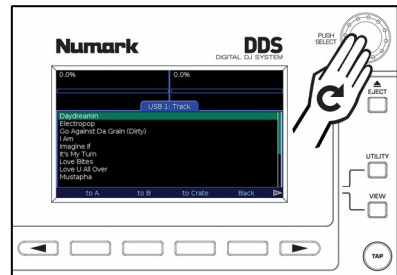 Numark
DDS
DIGITAL DJ SYSTEM
PUSH
SELECT
EJECT
0.0%
0.0%
USB 1: Track
Daydreamin
Electropop
Go Against Da Grain (Dirty)
I Am
Imagine If
It's My Turn
Love Bites
Love U All Over
Mustapha
to A
to B
to Crate
Back
UTILITY
VIEW
TAP